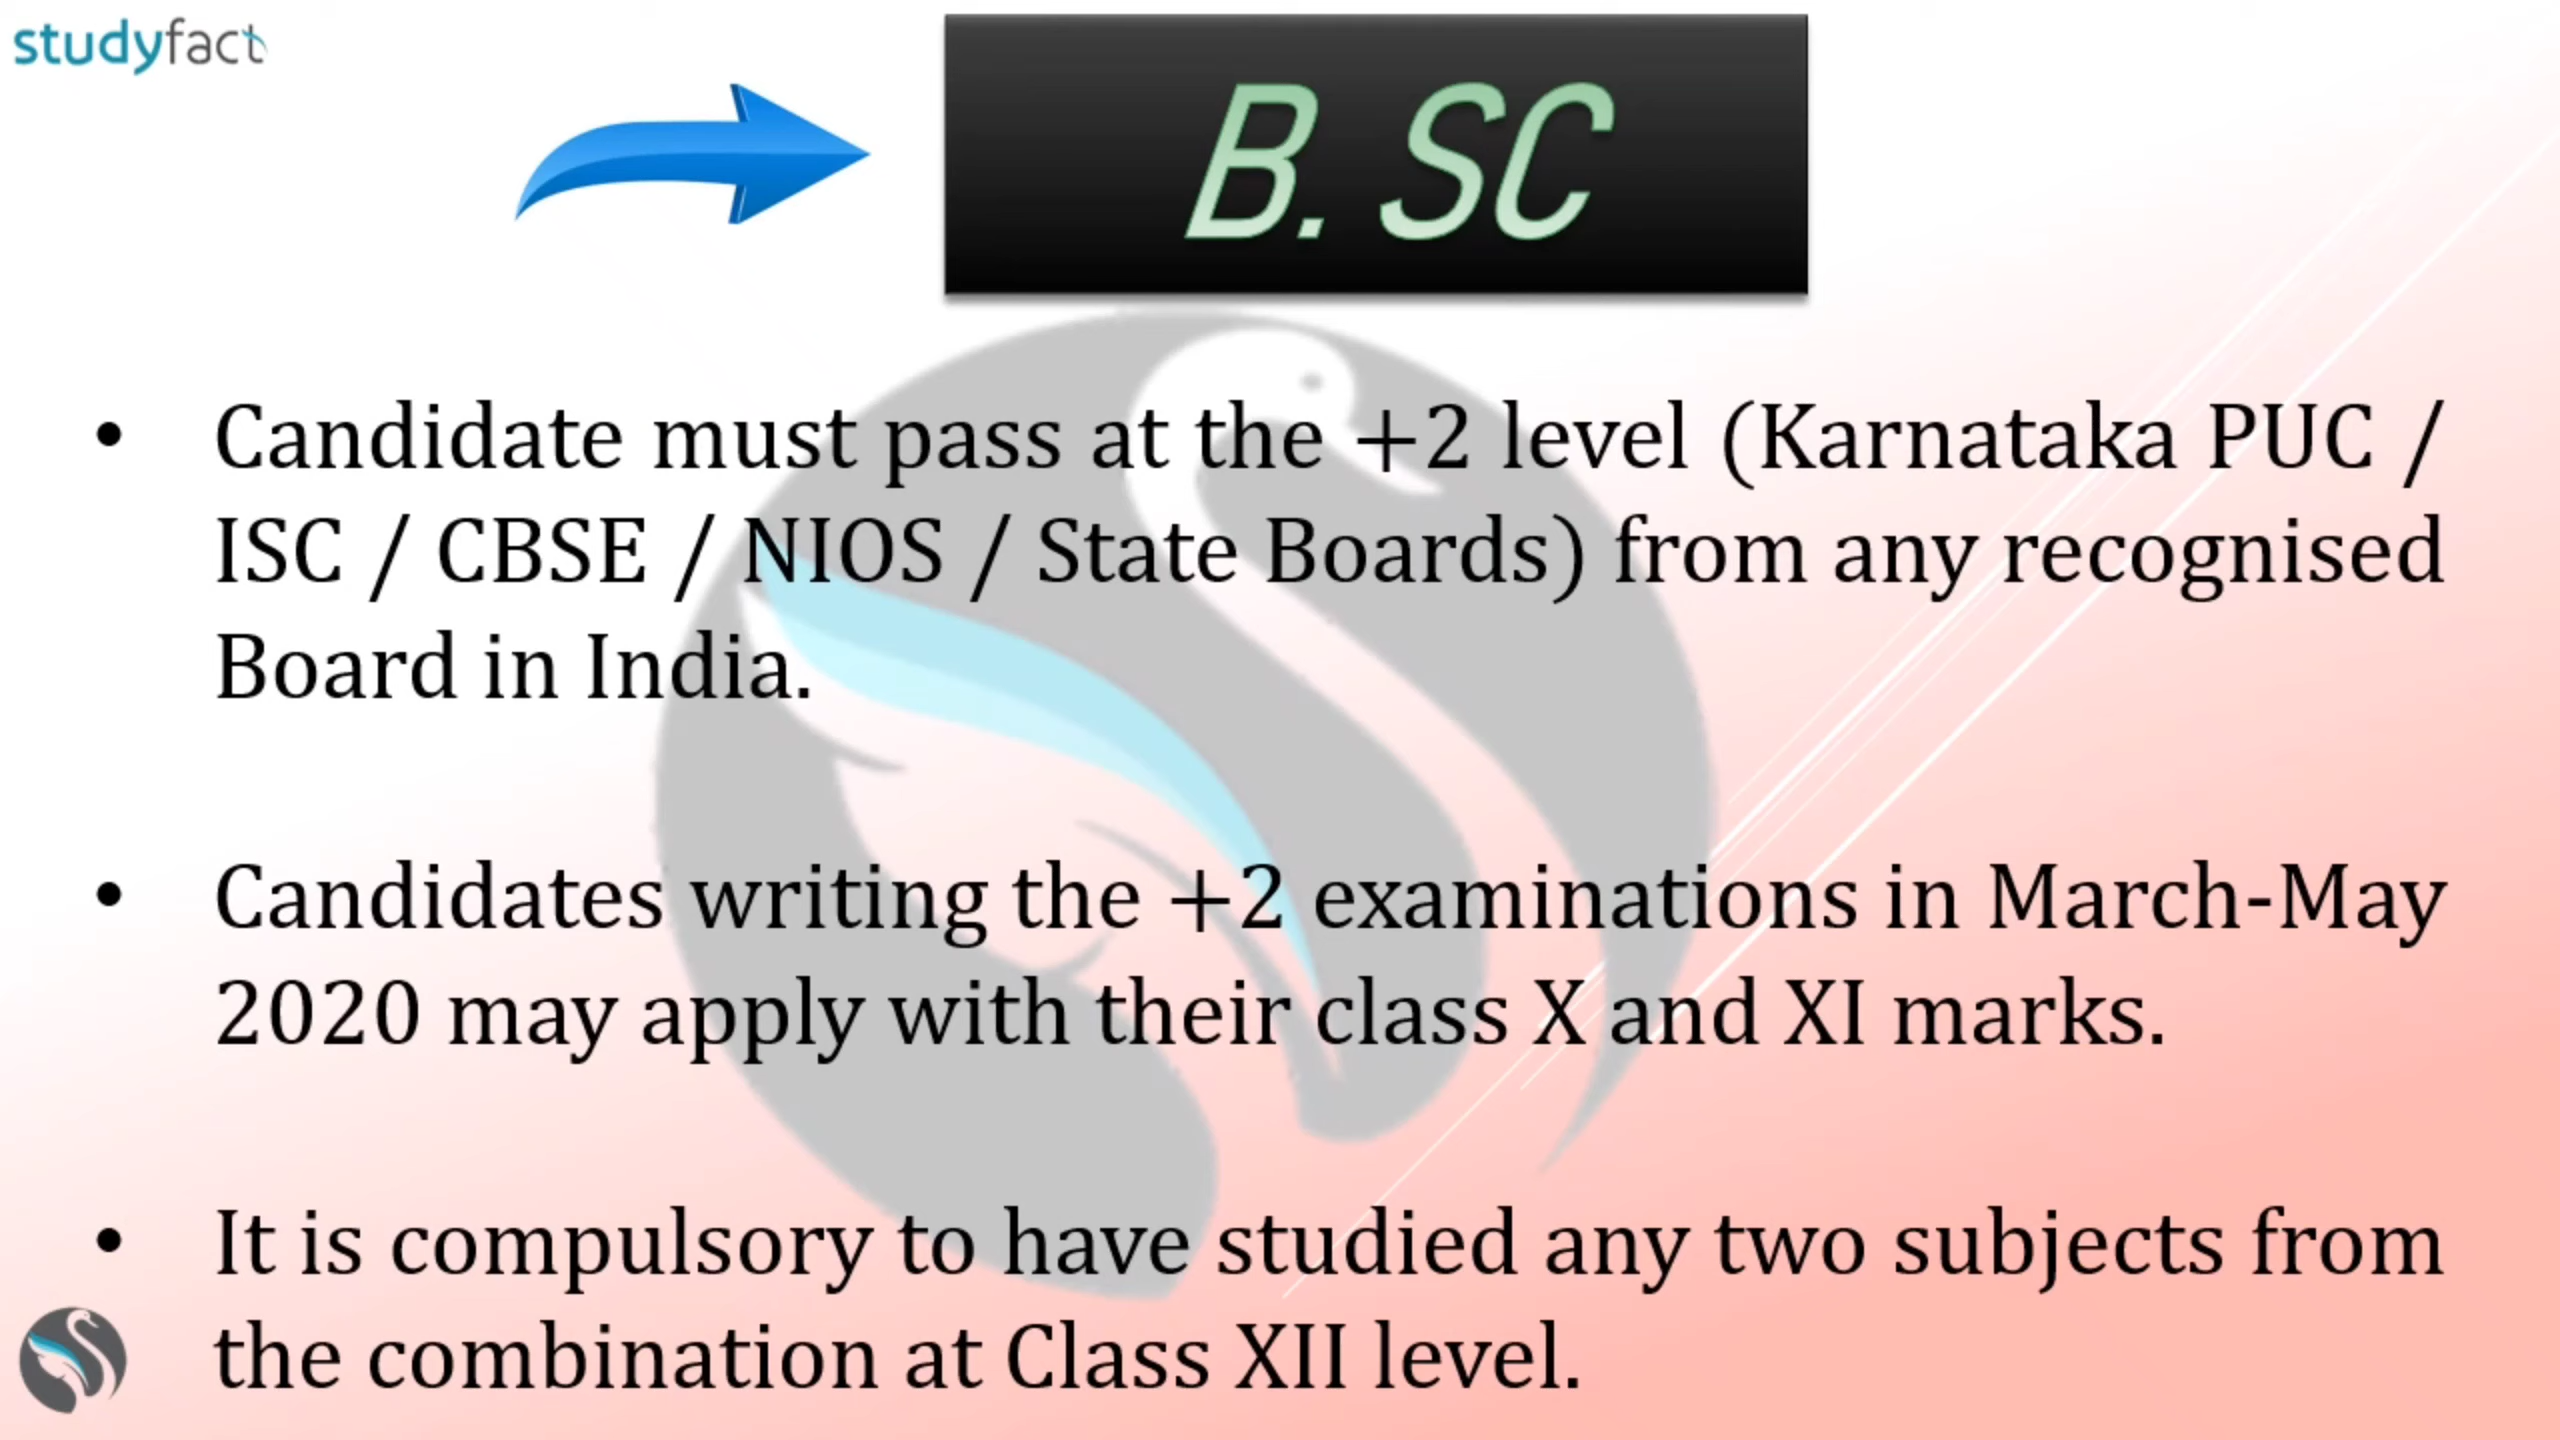 studyfact
B. SC
• Candidate must pass at the +2 level (Karnataka PUC /
ISC / CBSE / NIOS / State Boards) from any recognised
Board in India.
• Candidates writing the +2 examinations in March-May
2020 may apply with their class X and XI marks.
• It is compulsory to have studied any two subjects from
the combination at Class XII level.